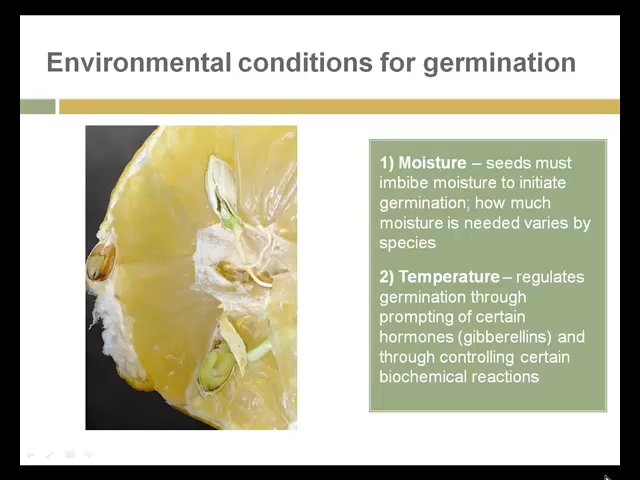 Environmental conditions for germination
1) Moisture – seeds must
imbibe moisture to initiate
germination; how much
moisture is needed varies by
species
2) Temperature – regulates
germination through
prompting of certain
hormones (gibberellins) and
through controlling certain
biochemical reactions